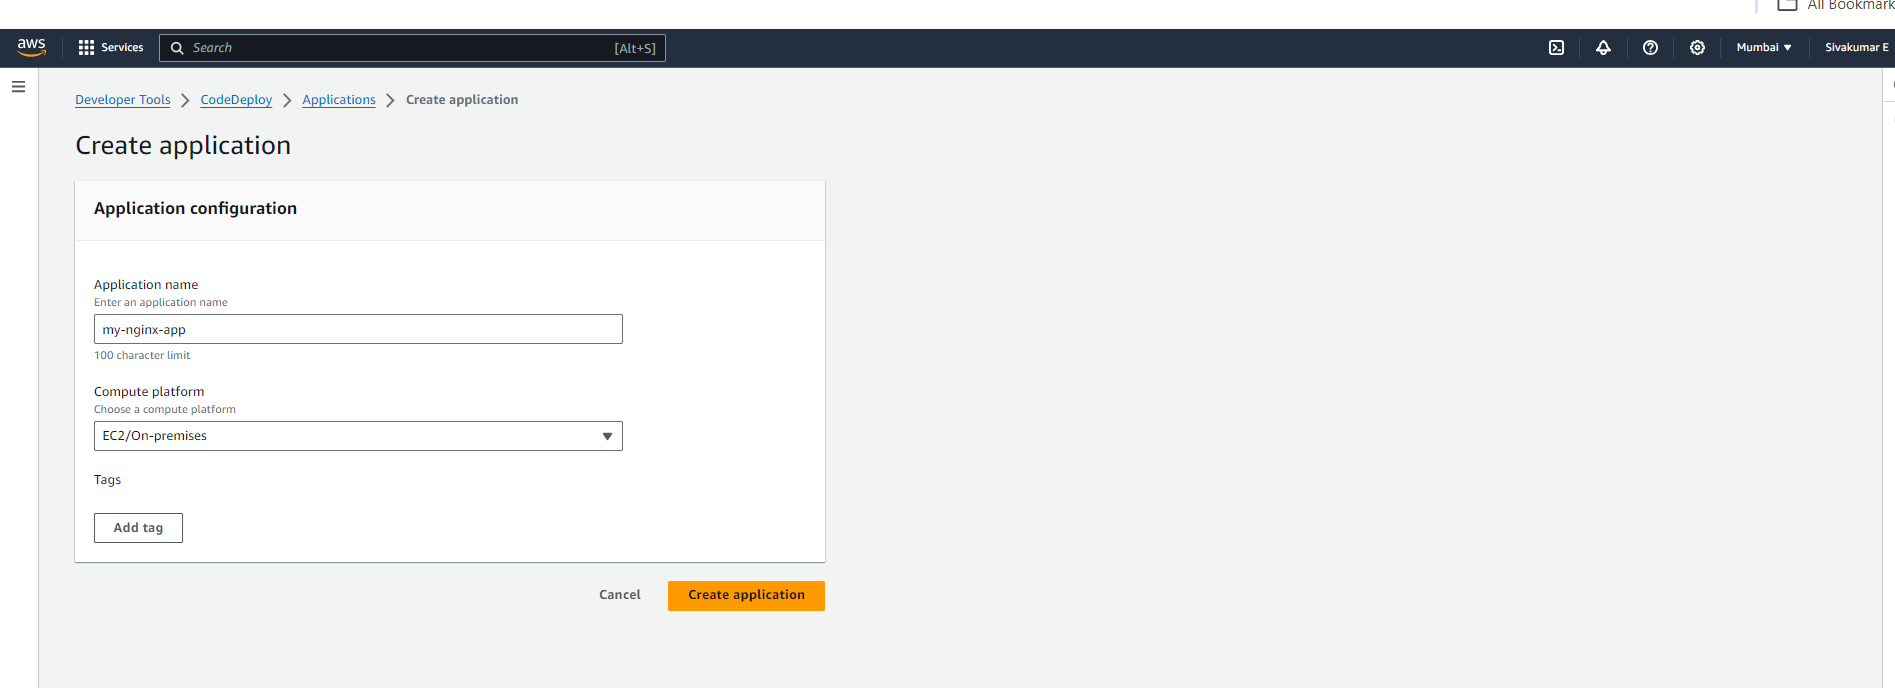 All Bookmark
aws Services Search [Alt+S] Mumbai Sivakumar E
Developer Tools CodeDeploy Applications Create application
Create application
Application configuration
Application name
Enter an application name
my-nginx-app
100 character limit
Compute platform
Choose a compute platform
EC2/On-premises
Tags
Add tag
Cancel Create application